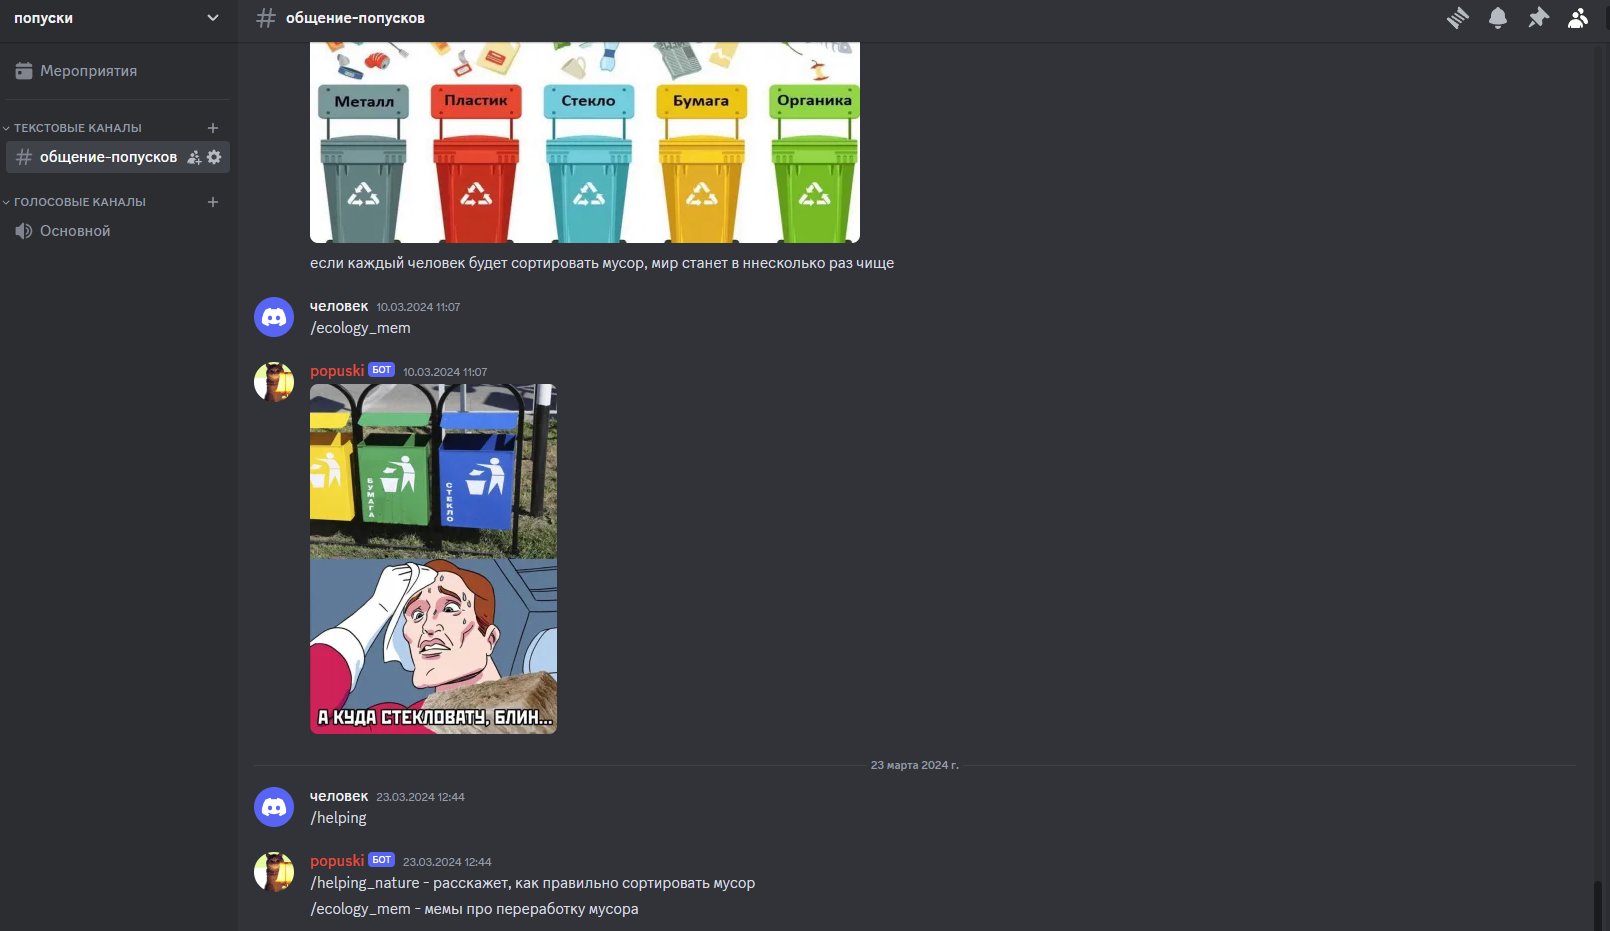 попуски
общение-попусков
Мероприятия
ТЕКСТОВЫЕ КАНАЛЫ
общение-попусков
ГОЛОСОВЫЕ КАНАЛЫ
Основной
Металл
Пластик
Стекло
Бумага
Органика
если каждый человек будет сортировать мусор, мир станет в ннесколько раз чище
человек 10.03.2024 11:07
/ecology_mem
popuski БОТ 10.03.2024 11:07
БУМАГА
СТЕКЛО
А КУДА СТЕКЛОВАТУ, БЛИН...
23 марта 2024 г.
человек 23.03.2024 12:44
/helping
popuski БОТ 23.03.2024 12:44
/helping_nature - расскажет, как правильно сортировать мусор
/ecology_mem - мемы про переработку мусора